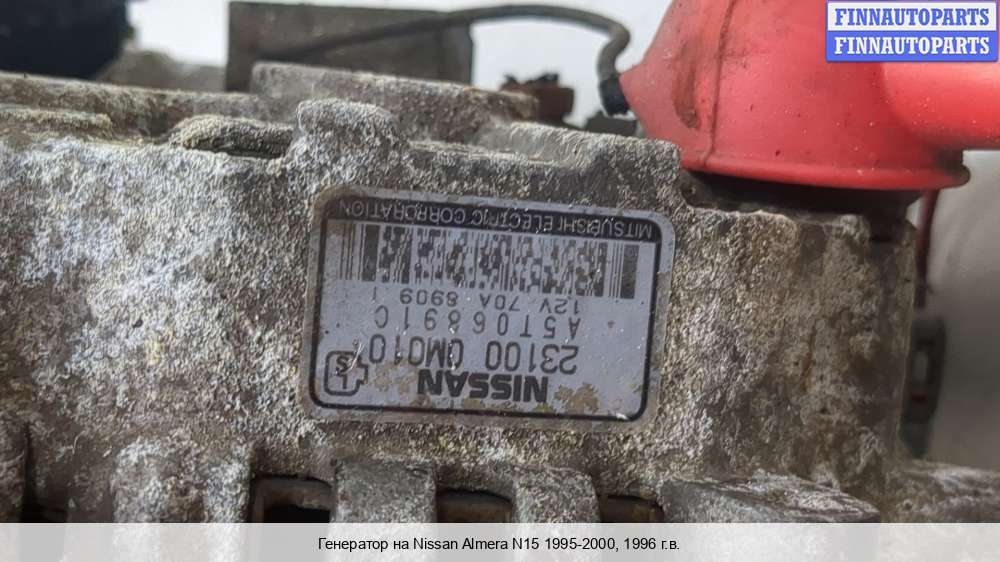 FINNAUTOPARTS
FINNAUTOPARTS
NISSAN
23100 0M010
A5T06891C
12V 70A 8909 1
MITSUBISHI ELECTRIC CORPORATION
L
S
Генератор на Nissan Almera N15 1995-2000, 1996 г.в.